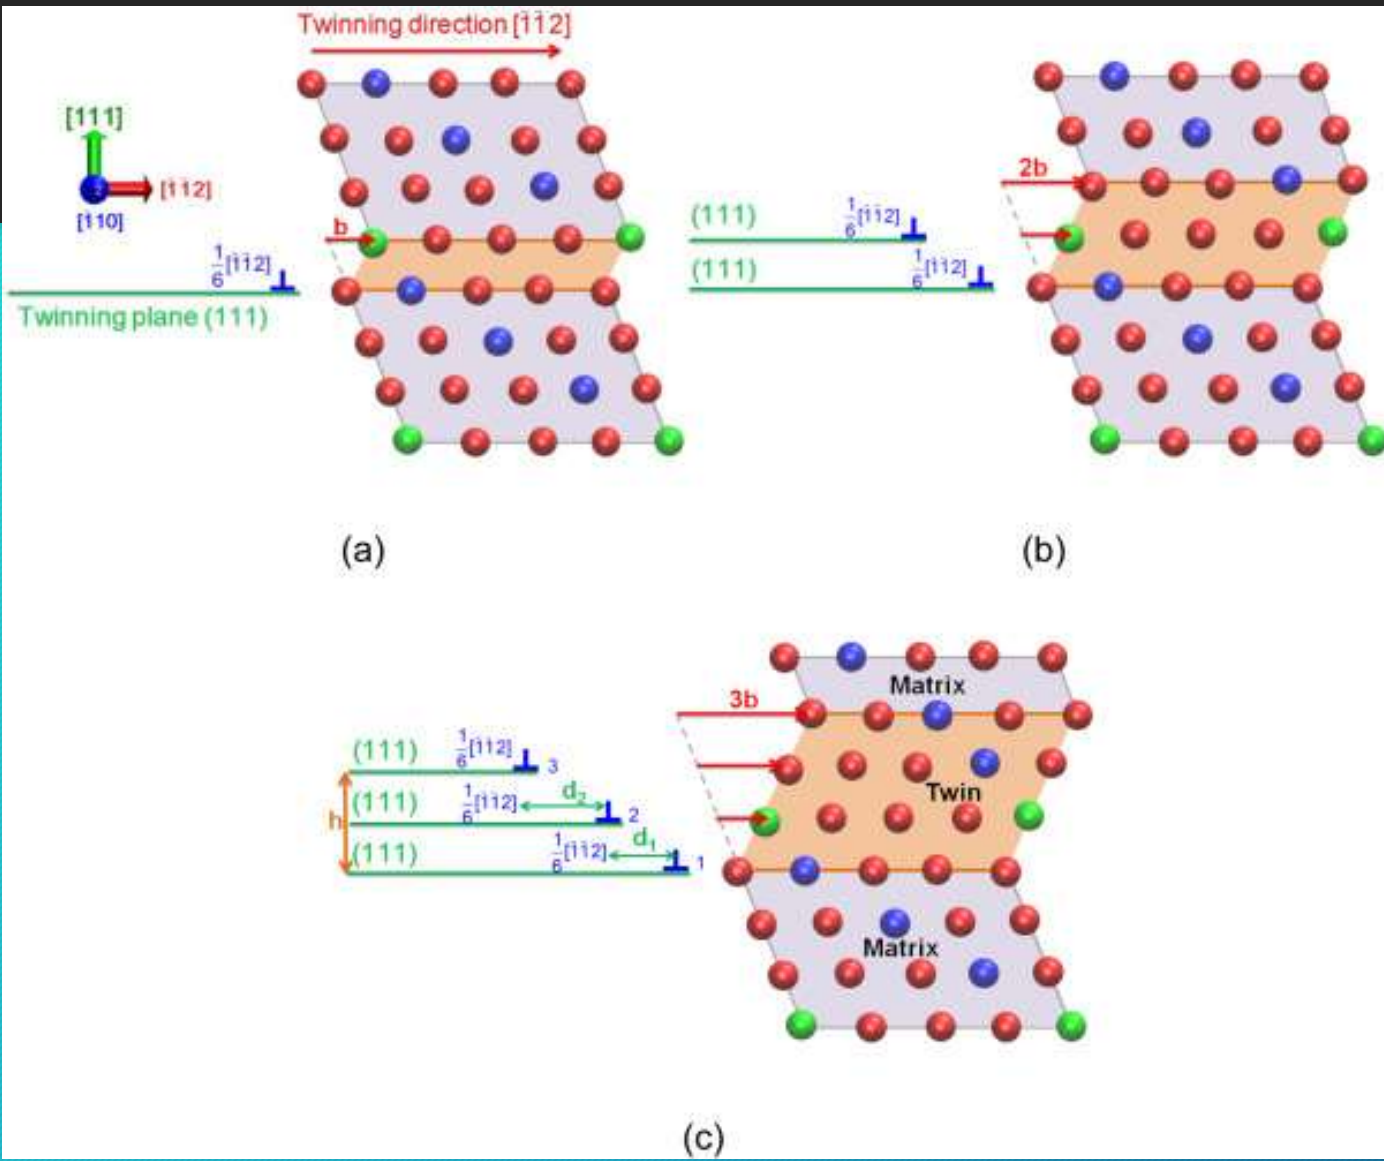 Twinning direction [1̄1̄2]
[111]
[1̄1̄2]
[1̄10]
1/6[1̄1̄2]
b
Twinning plane (111)
(a)
2b
(111)
1/6[1̄1̄2]
(111)
1/6[1̄1̄2]
(b)
Matrix
3b
(111)
1/6[1̄1̄2]
3
Twin
(111)
1/6[1̄1̄2]
d₂
2
h
(111)
1/6[1̄1̄2]
d₁
1
Matrix
(c)